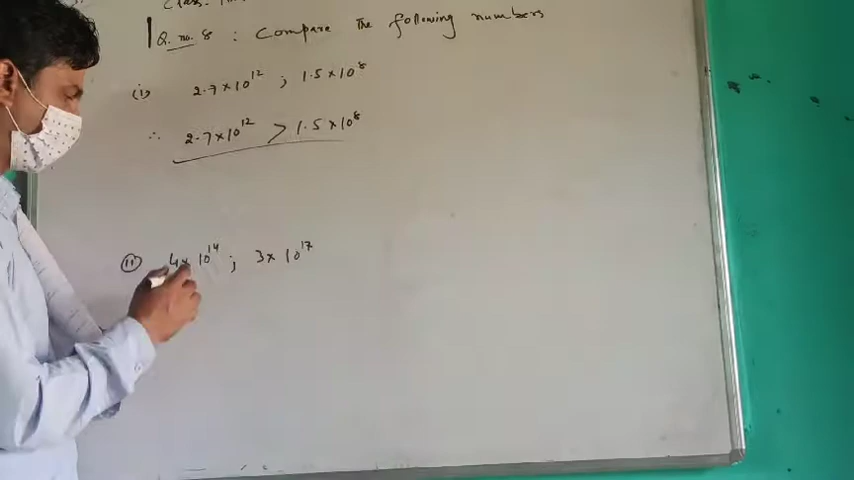 Class.
Q. no. 8 : Compare the following numbers
(i) 2.7×10¹² ; 1.5×10⁸
∴ 2.7×10¹² > 1.5×10⁸
(ii) 4×10¹⁴ ; 3×10¹⁷